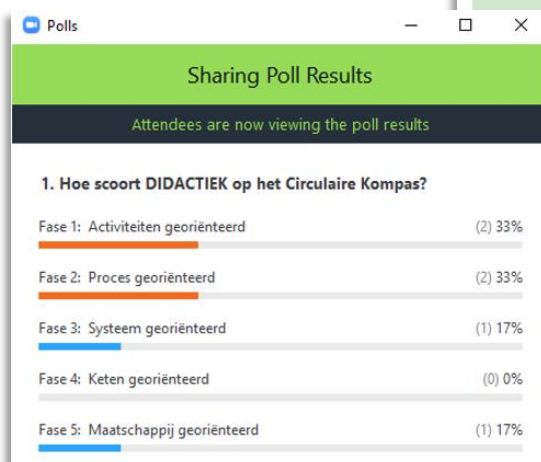 Polls
Sharing Poll Results
Attendees are now viewing the poll results
1. Hoe scoort DIDACTIEK op het Circulaire Kompas?
Fase 1: Activiteiten georiënteerd (2) 33%
Fase 2: Proces georiënteerd (2) 33%
Fase 3: Systeem georiënteerd (1) 17%
Fase 4: Keten georiënteerd (0) 0%
Fase 5: Maatschappij georiënteerd (1) 17%